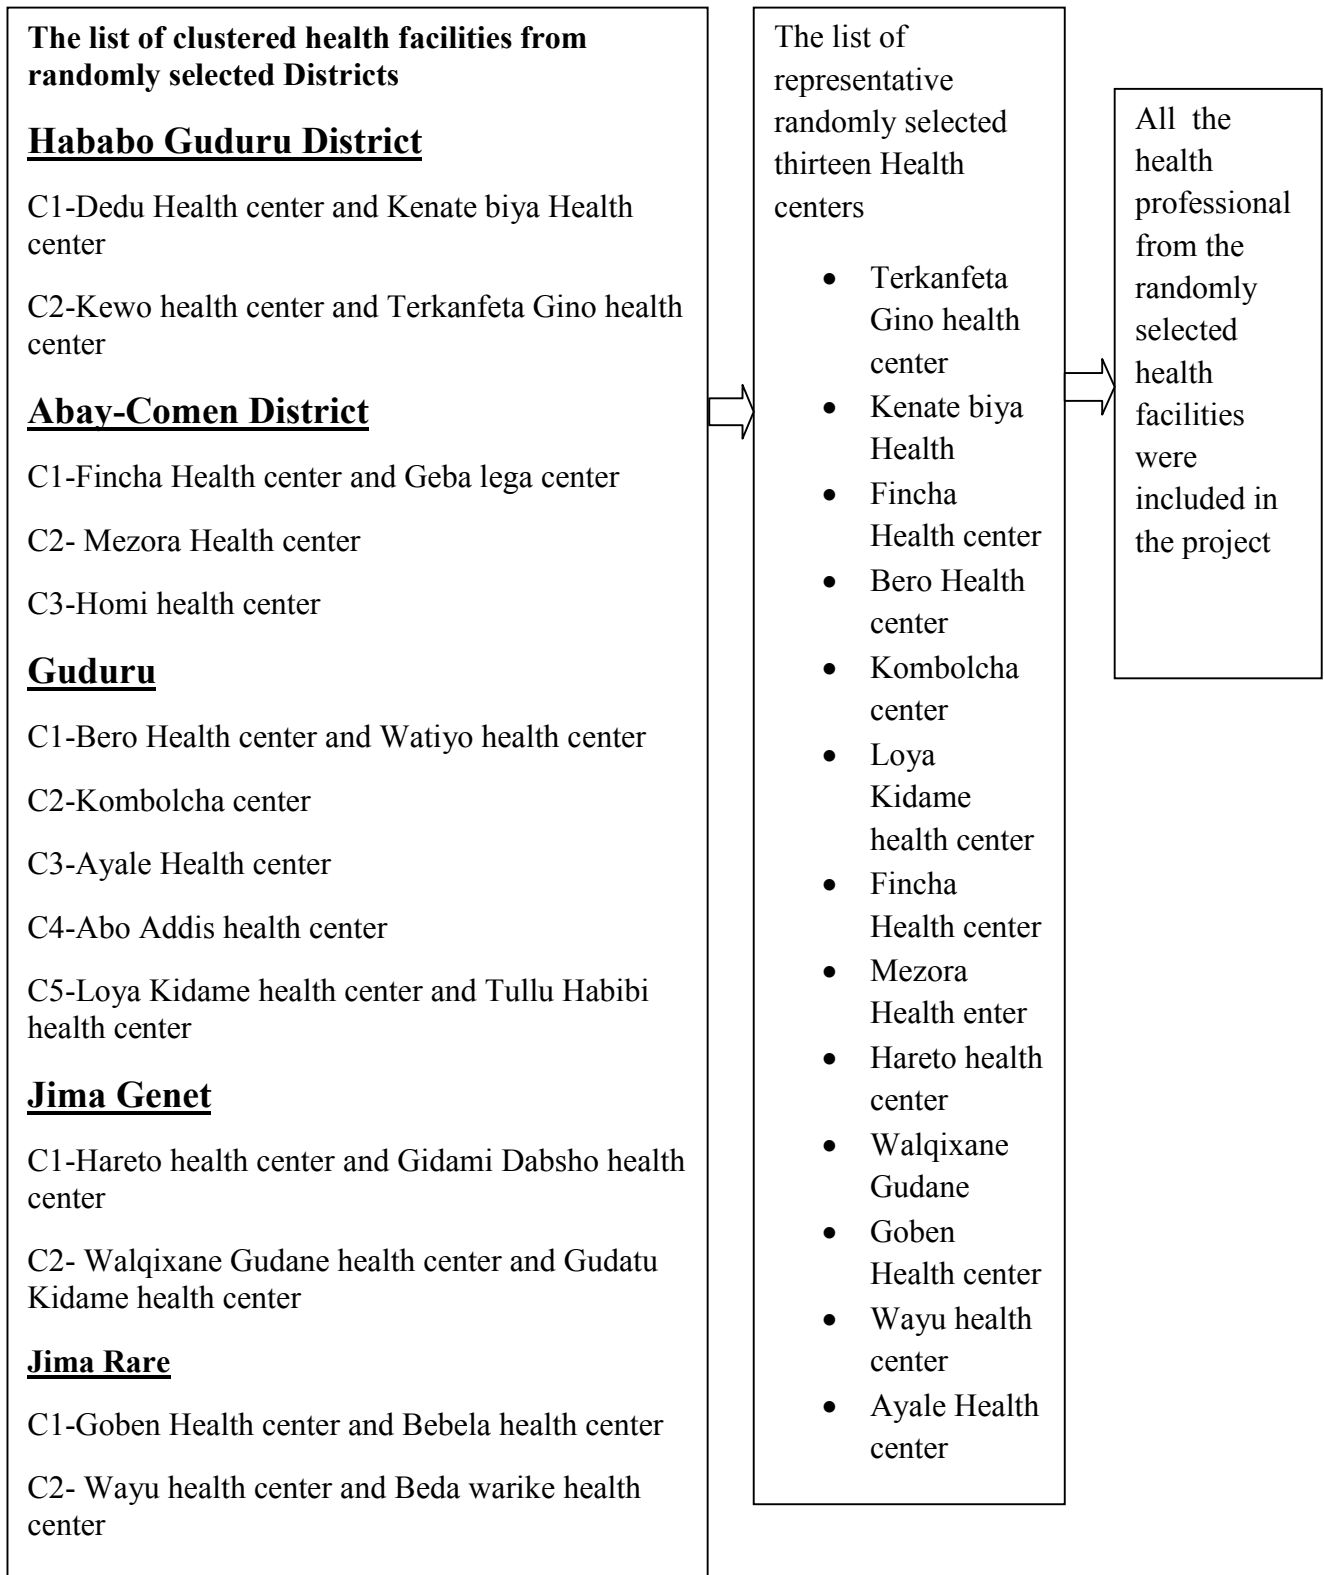 The list of clustered health facilities from
randomly selected Districts
Hababo Guduru District
C1-Dedu Health center and Kenate biya Health
center
C2-Kewo health center and Terkanfeta Gino health
center
Abay-Comen District
C1-Fincha Health center and Geba lega center
C2- Mezora Health center
C3-Homi health center
Guduru
C1-Bero Health center and Watiyo health center
C2-Kombolcha center
C3-Ayale Health center
C4-Abo Addis health center
C5-Loya Kidame health center and Tullu Habibi
health center
Jima Genet
C1-Hareto health center and Gidami Dabsho health
center
C2- Walqixane Gudane health center and Gudatu
Kidame health center
Jima Rare
C1-Goben Health center and Bebela health center
C2- Wayu health center and Beda warike health
center
The list of
representative
randomly selected
thirteen Health
centers
• Terkanfeta
Gino health
center
• Kenate biya
Health
• Fincha
Health center
• Bero Health
center
• Kombolcha
center
• Loya
Kidame
health center
• Fincha
Health center
• Mezora
Health enter
• Hareto health
center
• Walqixane
Gudane
• Goben
Health center
• Wayu health
center
• Ayale Health
center
All the
health
professional
from the
randomly
selected
health
facilities
were
included in
the project